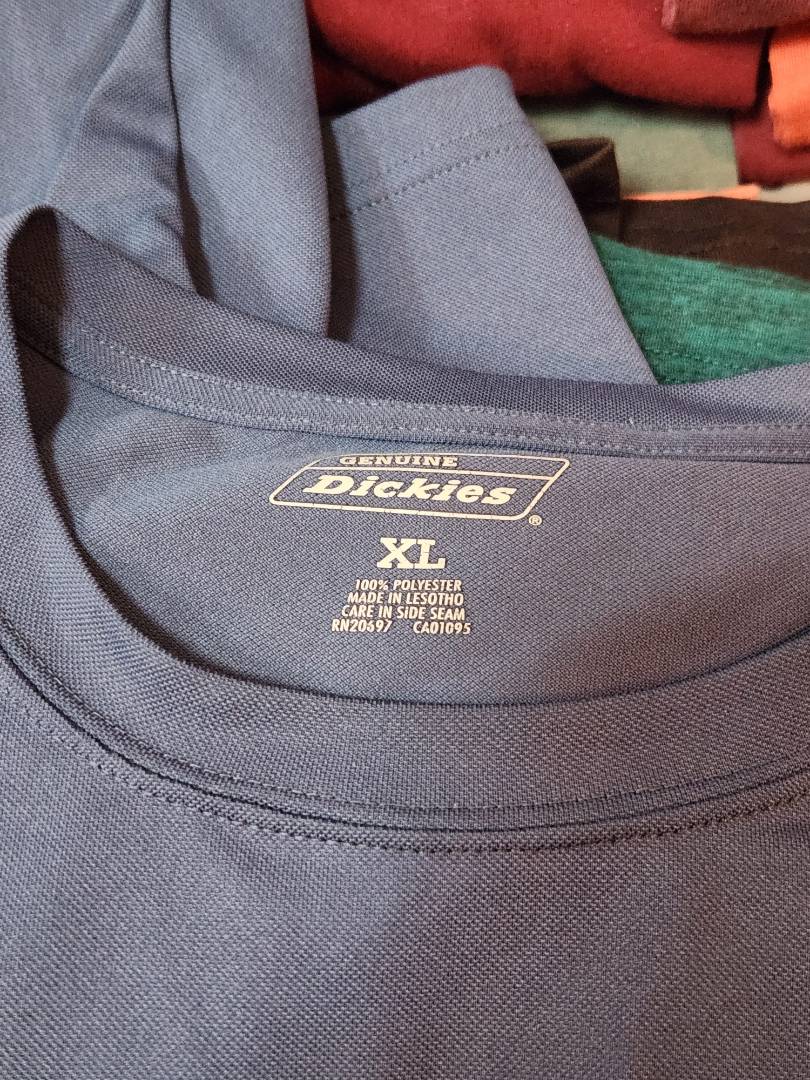 GENUINE
Dickies
®
XL
100% POLYESTER
MADE IN LESOTHO
CARE IN SIDE SEAM
RN20697 CA01095